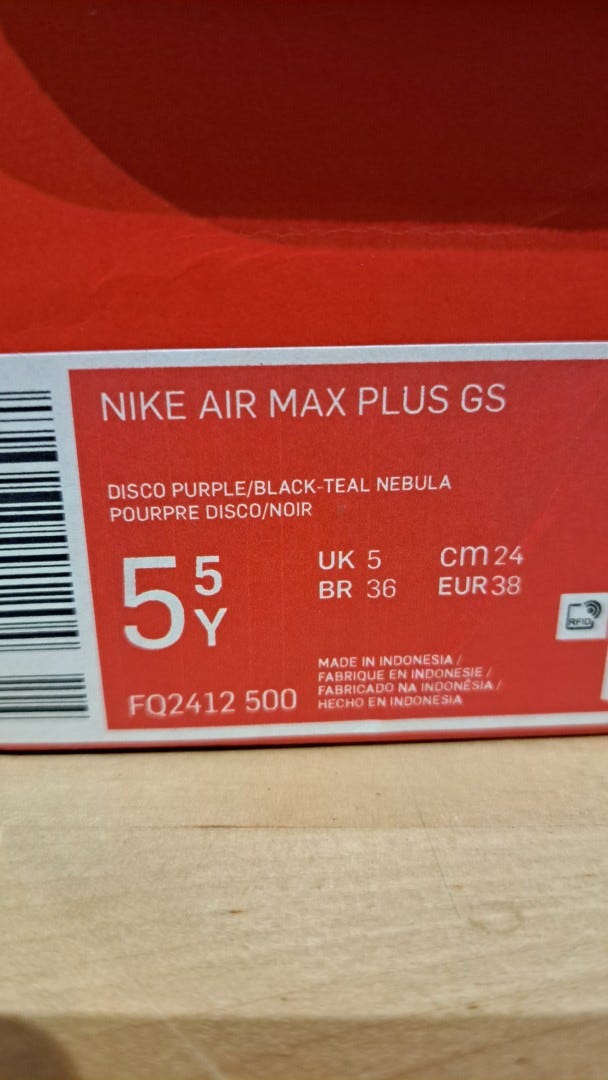 NIKE AIR MAX PLUS GS
DISCO PURPLE/BLACK-TEAL NEBULA
POURPRE DISCO/NOIR
5 5 Y
UK 5 cm 24
BR 36 EUR 38
RFID
MADE IN INDONESIA /
FABRIQUE EN INDONESIE /
FABRICADO NA INDONÉSIA /
HECHO EN INDONESIA
FQ2412 500